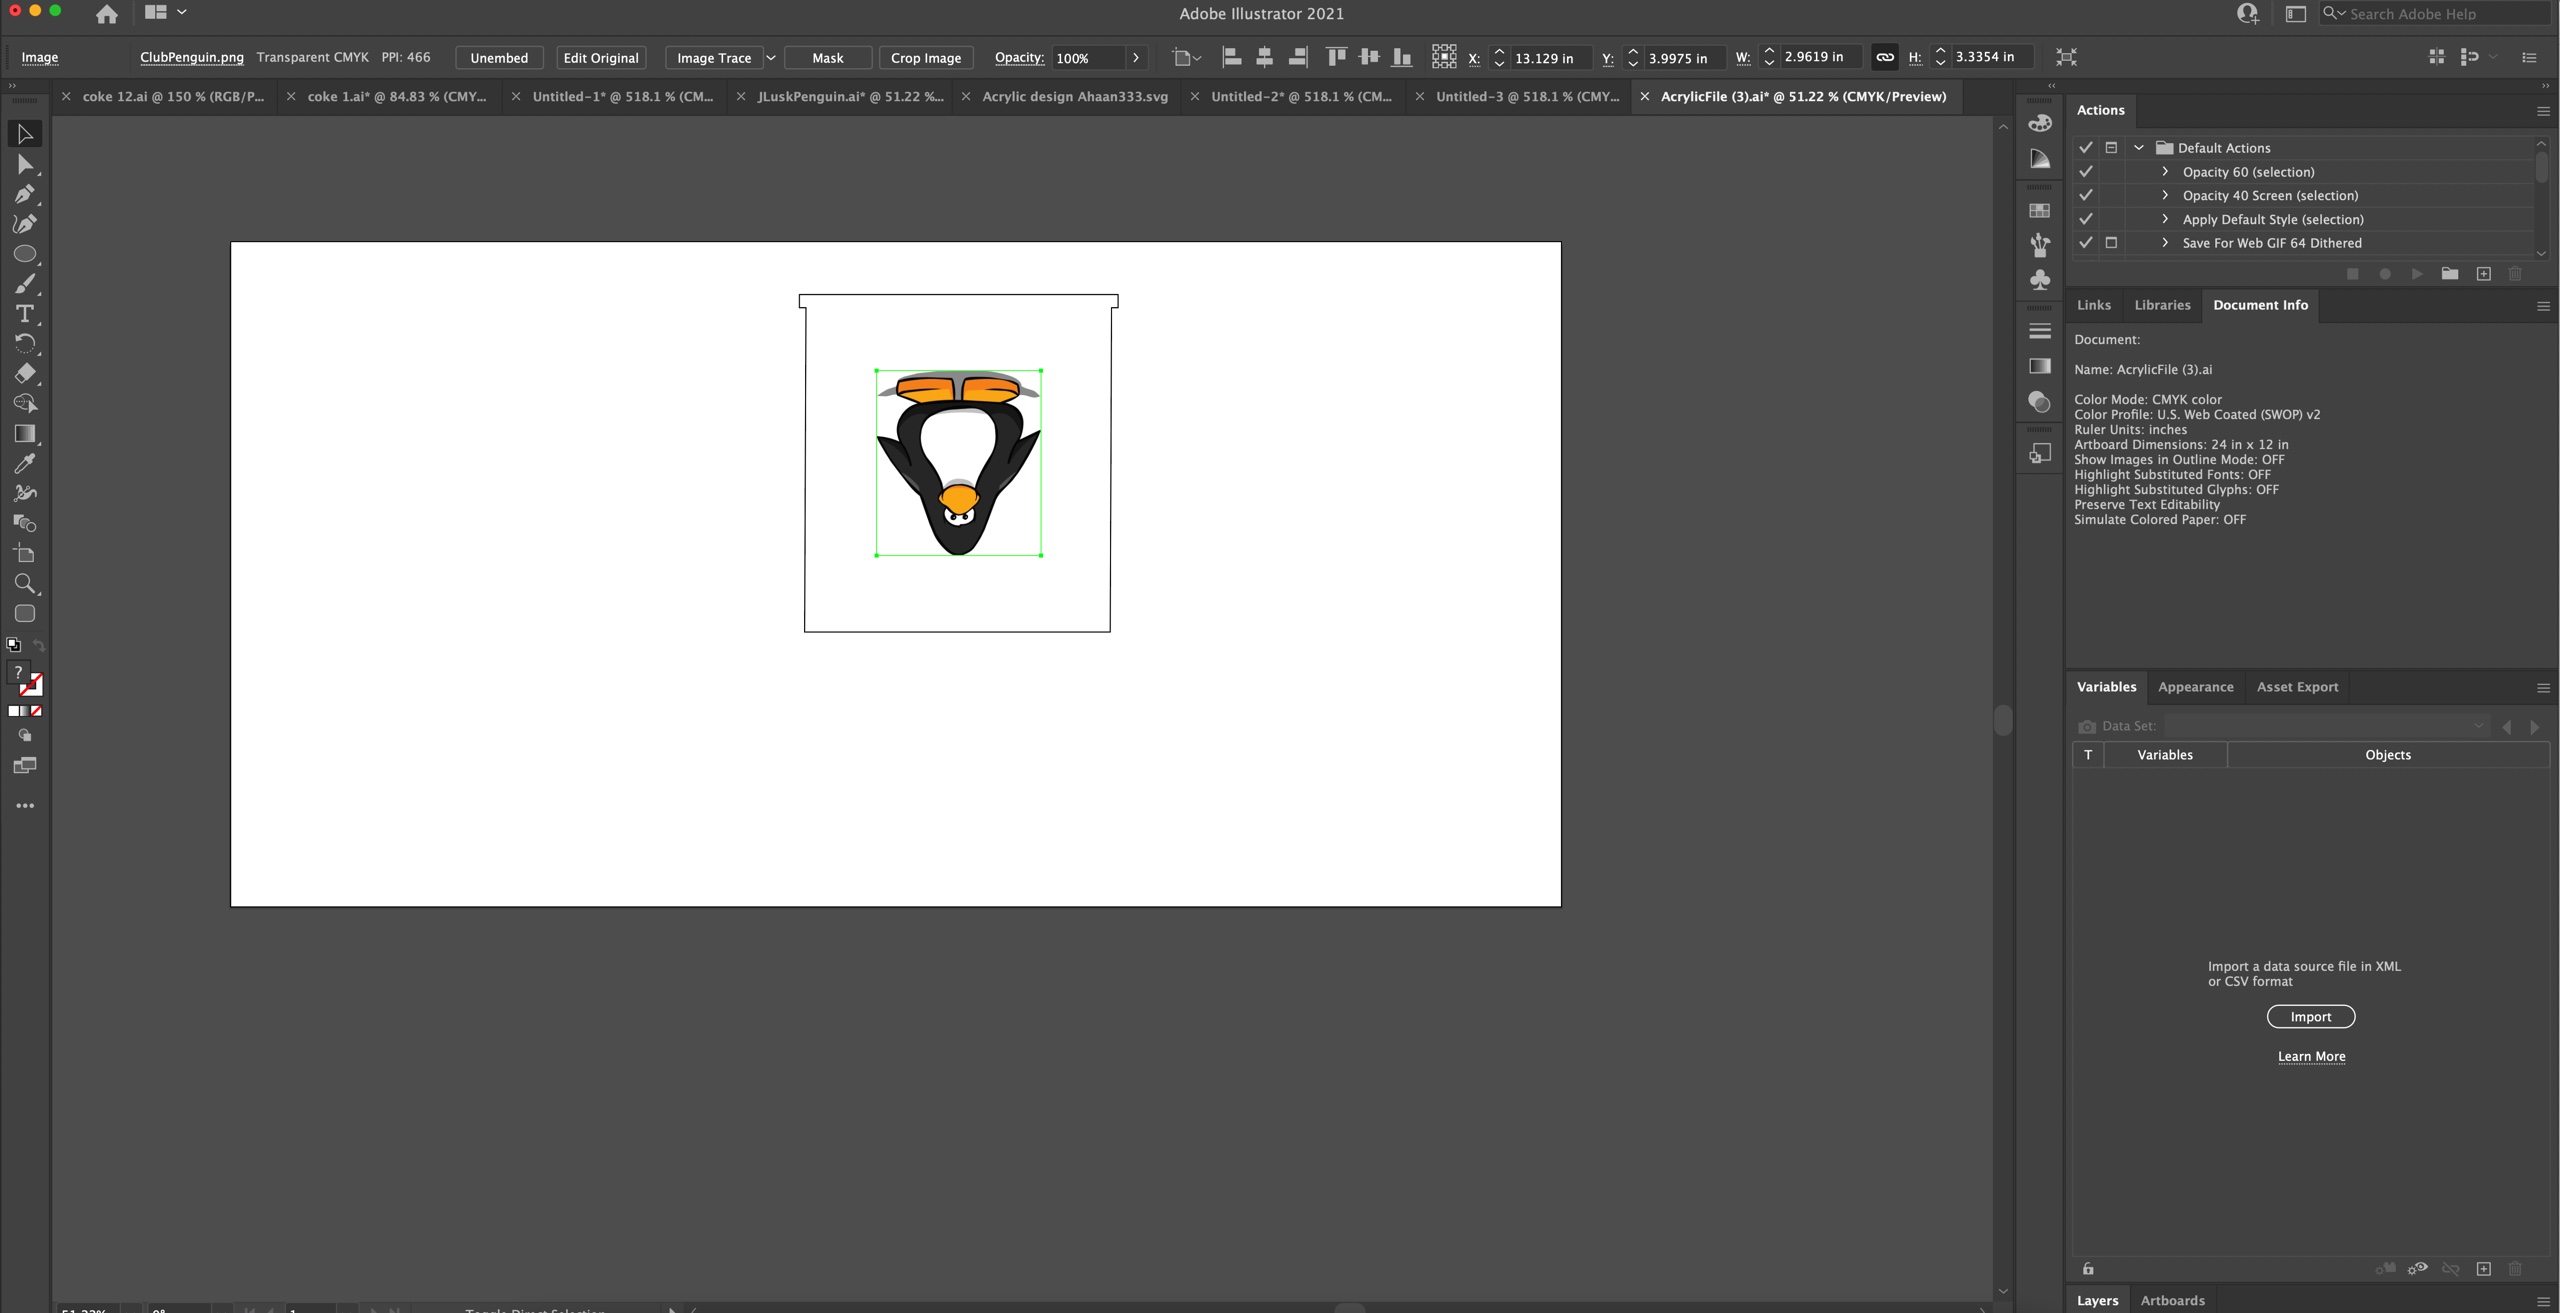 Adobe Illustrator 2021
Search Adobe Help
Image ClubPenguin.png Transparent CMYK PPI: 466 Unembed Edit Original Image Trace Mask Crop Image Opacity: 100% X: 13.129 in Y: 3.9975 in W: 2.9619 in H: 3.3354 in
coke 12.ai @ 150 % (RGB/P... coke 1.ai* @ 84.83 % (CMY... Untitled-1* @ 518.1 % (CM... JLuskPenguin.ai* @ 51.22 %... Acrylic design Ahaan333.svg Untitled-2* @ 518.1 % (CM... Untitled-3 @ 518.1 % (CMY... AcrylicFile (3).ai* @ 51.22 % (CMYK/Preview)
Actions
Default Actions
Opacity 60 (selection)
Opacity 40 Screen (selection)
Apply Default Style (selection)
Save For Web GIF 64 Dithered
Links Libraries Document Info
Document:
Name: AcrylicFile (3).ai
Color Mode: CMYK color
Color Profile: U.S. Web Coated (SWOP) v2
Ruler Units: inches
Artboard Dimensions: 24 in x 12 in
Show Images in Outline Mode: OFF
Highlight Substituted Fonts: OFF
Highlight Substituted Glyphs: OFF
Preserve Text Editability
Simulate Colored Paper: OFF
?
Variables Appearance Asset Export
Data Set:
T Variables Objects
Import a data source file in XML
or CSV format
Import
Learn More
Layers Artboards
51.22% 0° 1 Toggle Direct Selection